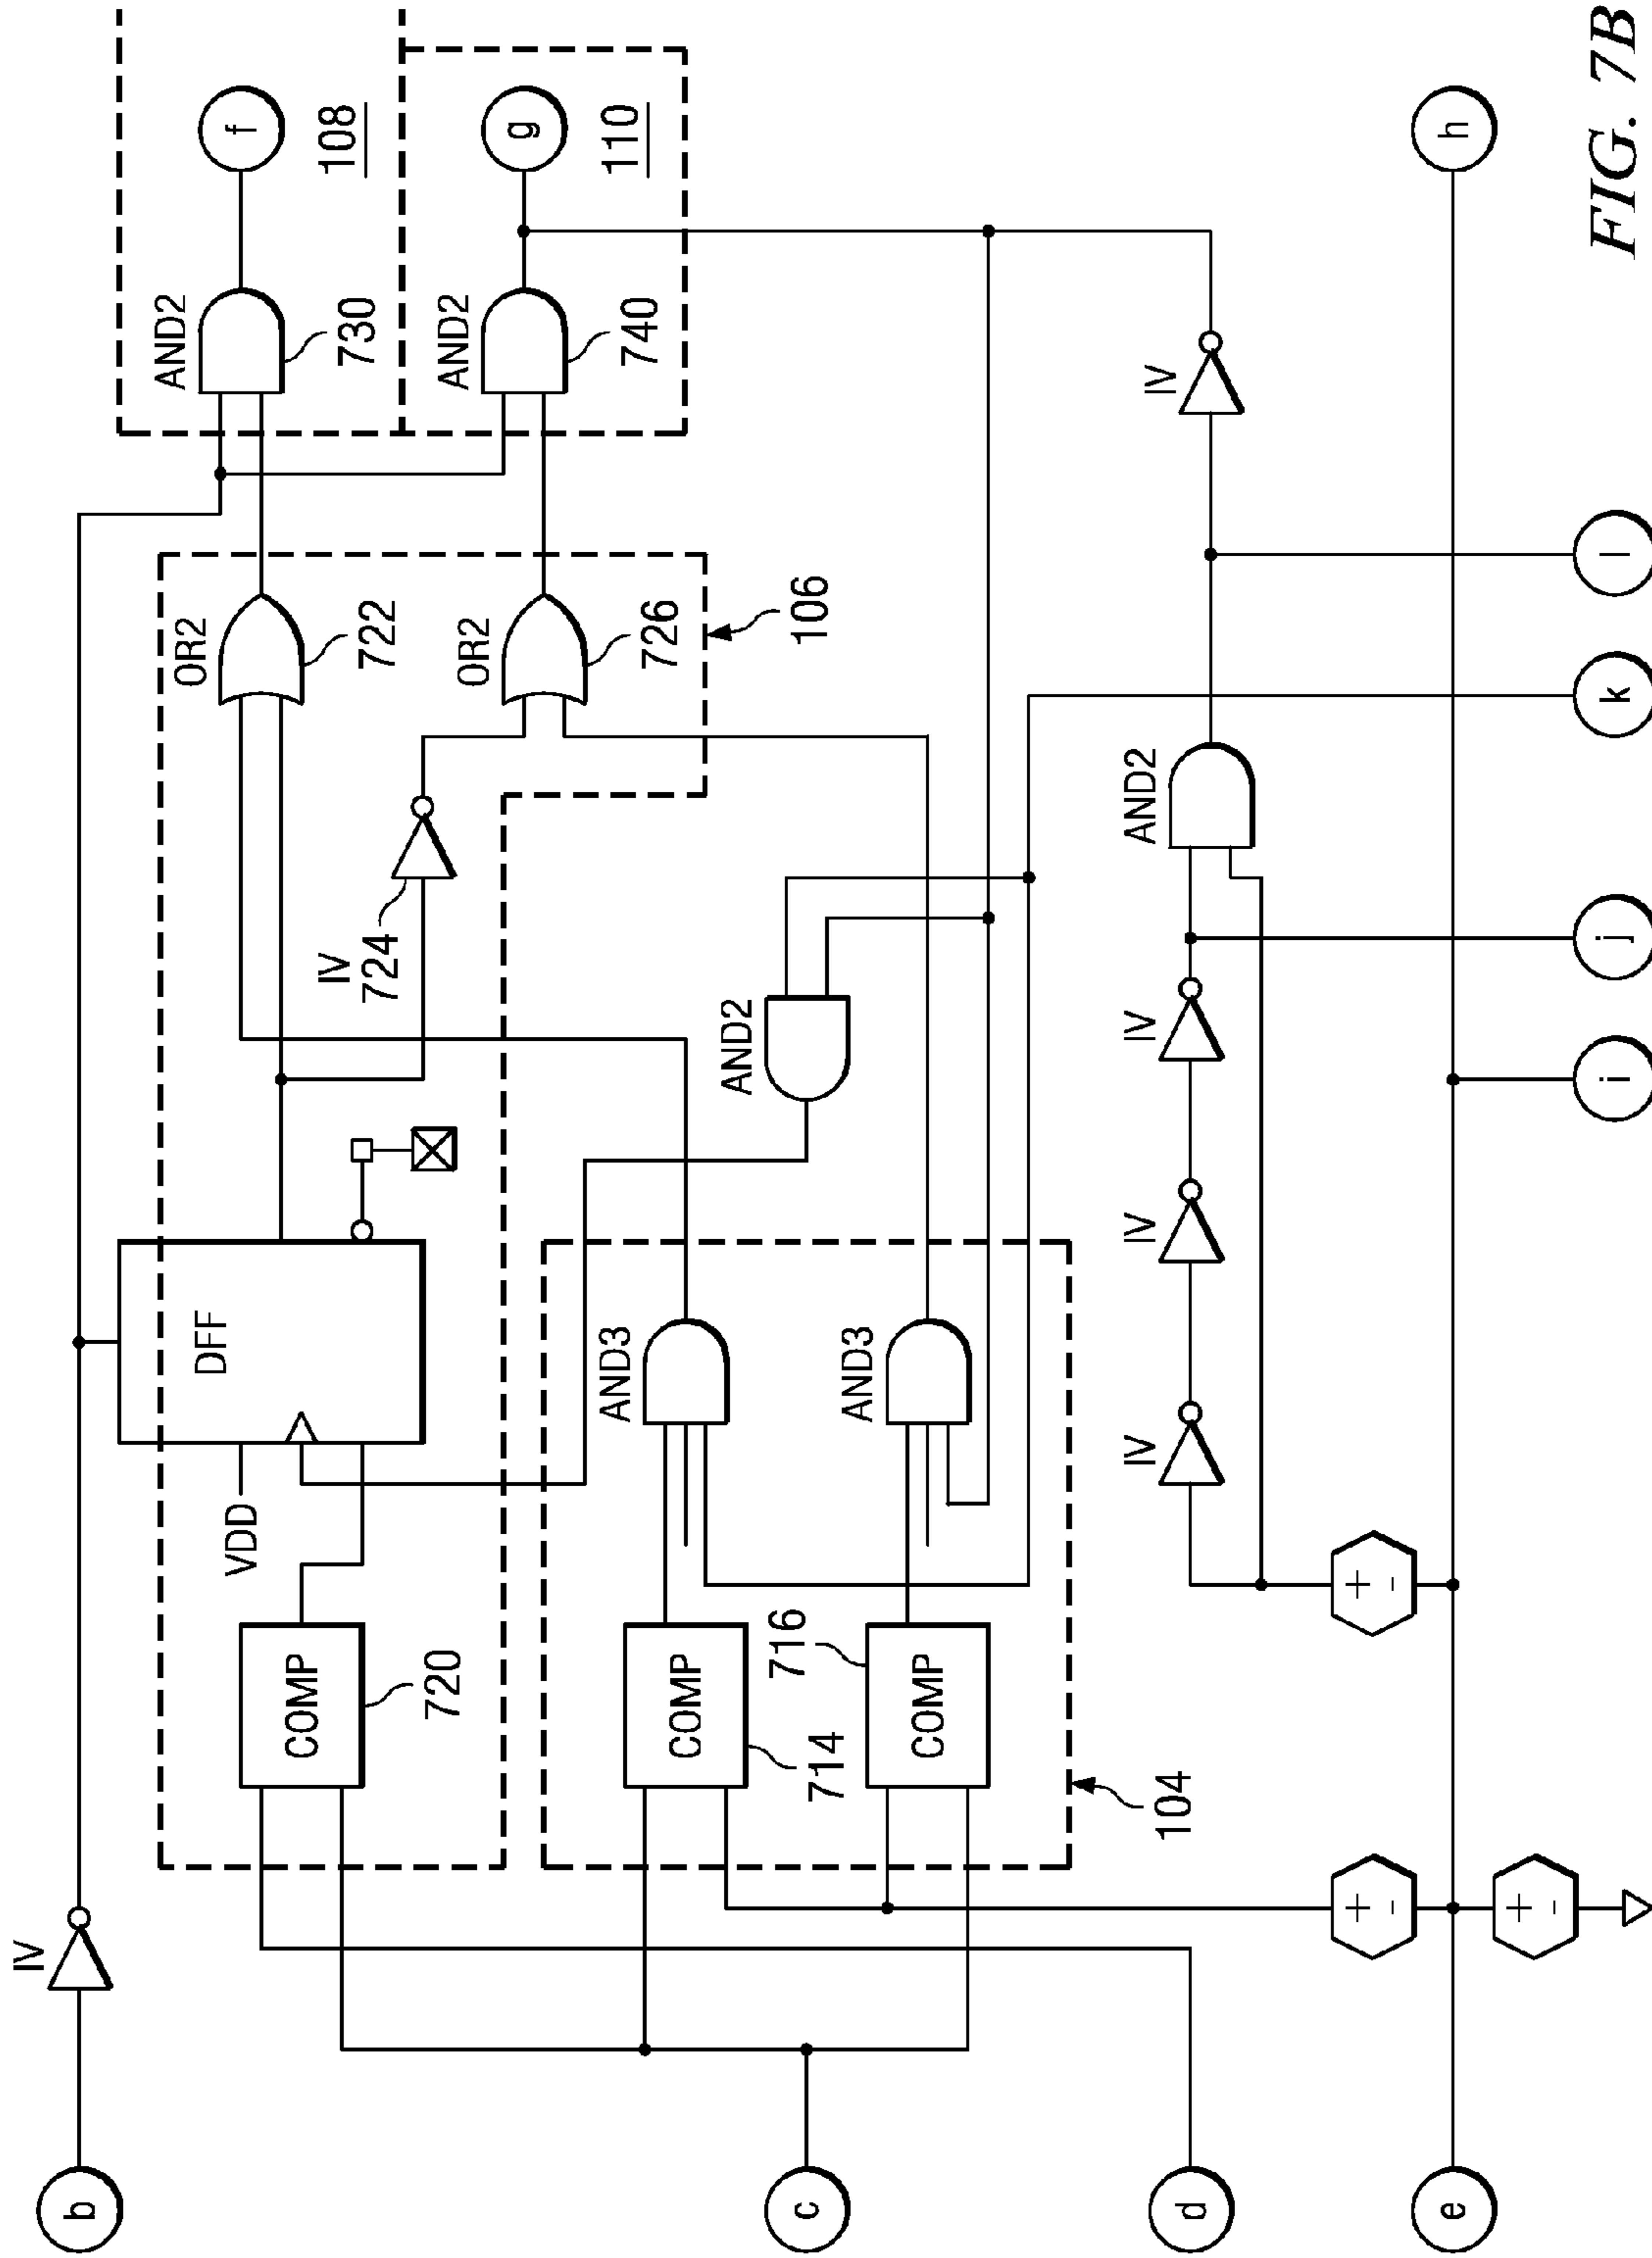 b
IV
VDD
DFF
COMP
720
IV
724
OR2
722
OR2
726
106
AND2
730
f
108
AND2
740
g
110
c
COMP
714
716
COMP
104
AND3
AND3
AND2
d
IV
IV
IV
AND2
IV
+
-
+
-
+
-
e
h
i
j
k
l
FIG. 7B